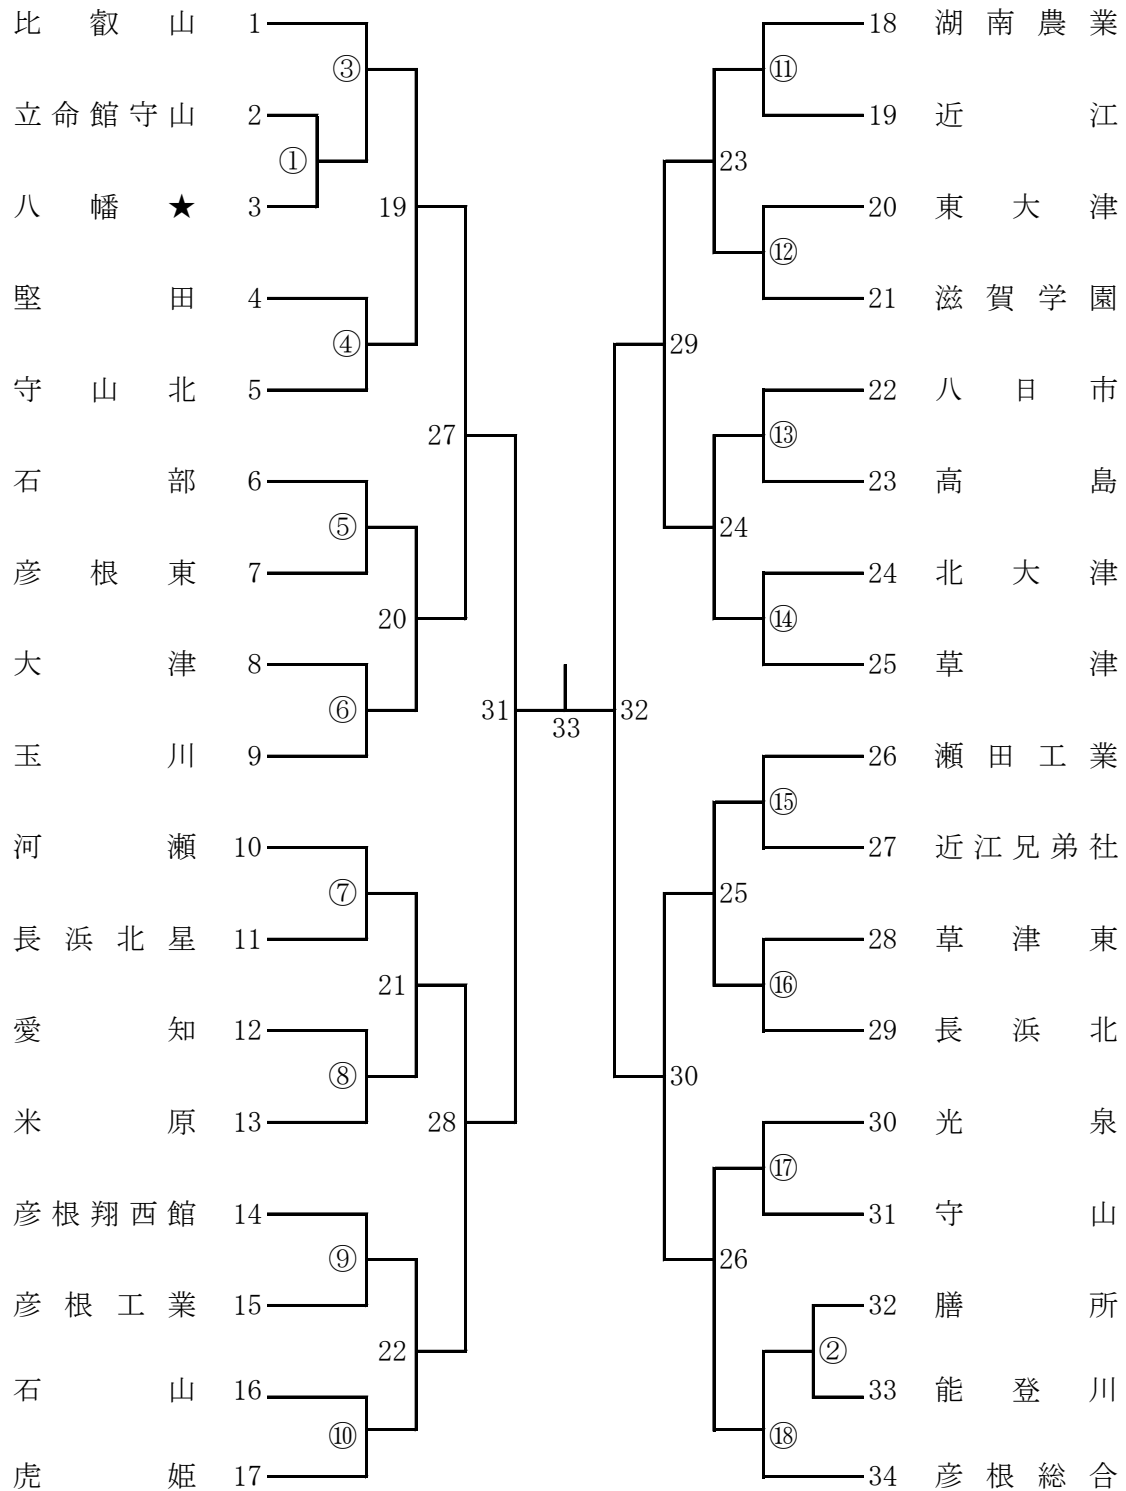 比叡山 1
③
立命館守山 2
①
八幡★ 3
19
堅田 4
④
守山北 5
27
石部 6
⑤
彦根東 7
20
大津 8
⑥
31
玉川 9
河瀬 10
⑦
長浜北星 11
21
愛知 12
⑧
米原 13
28
彦根翔西館 14
⑨
彦根工業 15
22
石山 16
⑩
虎姫 17
33
18 湖南農業
⑪
19 近江
23
20 東大津
⑫
21 滋賀学園
29
22 八日市
⑬
23 高島
24
24 北大津
⑭
25 草津
32
26 瀬田工業
⑮
27 近江兄弟社
25
28 草津東
⑯
29 長浜北
30
30 光泉
⑰
31 守山
26
32 膳所
②
33 能登川
⑱
34 彦根総合